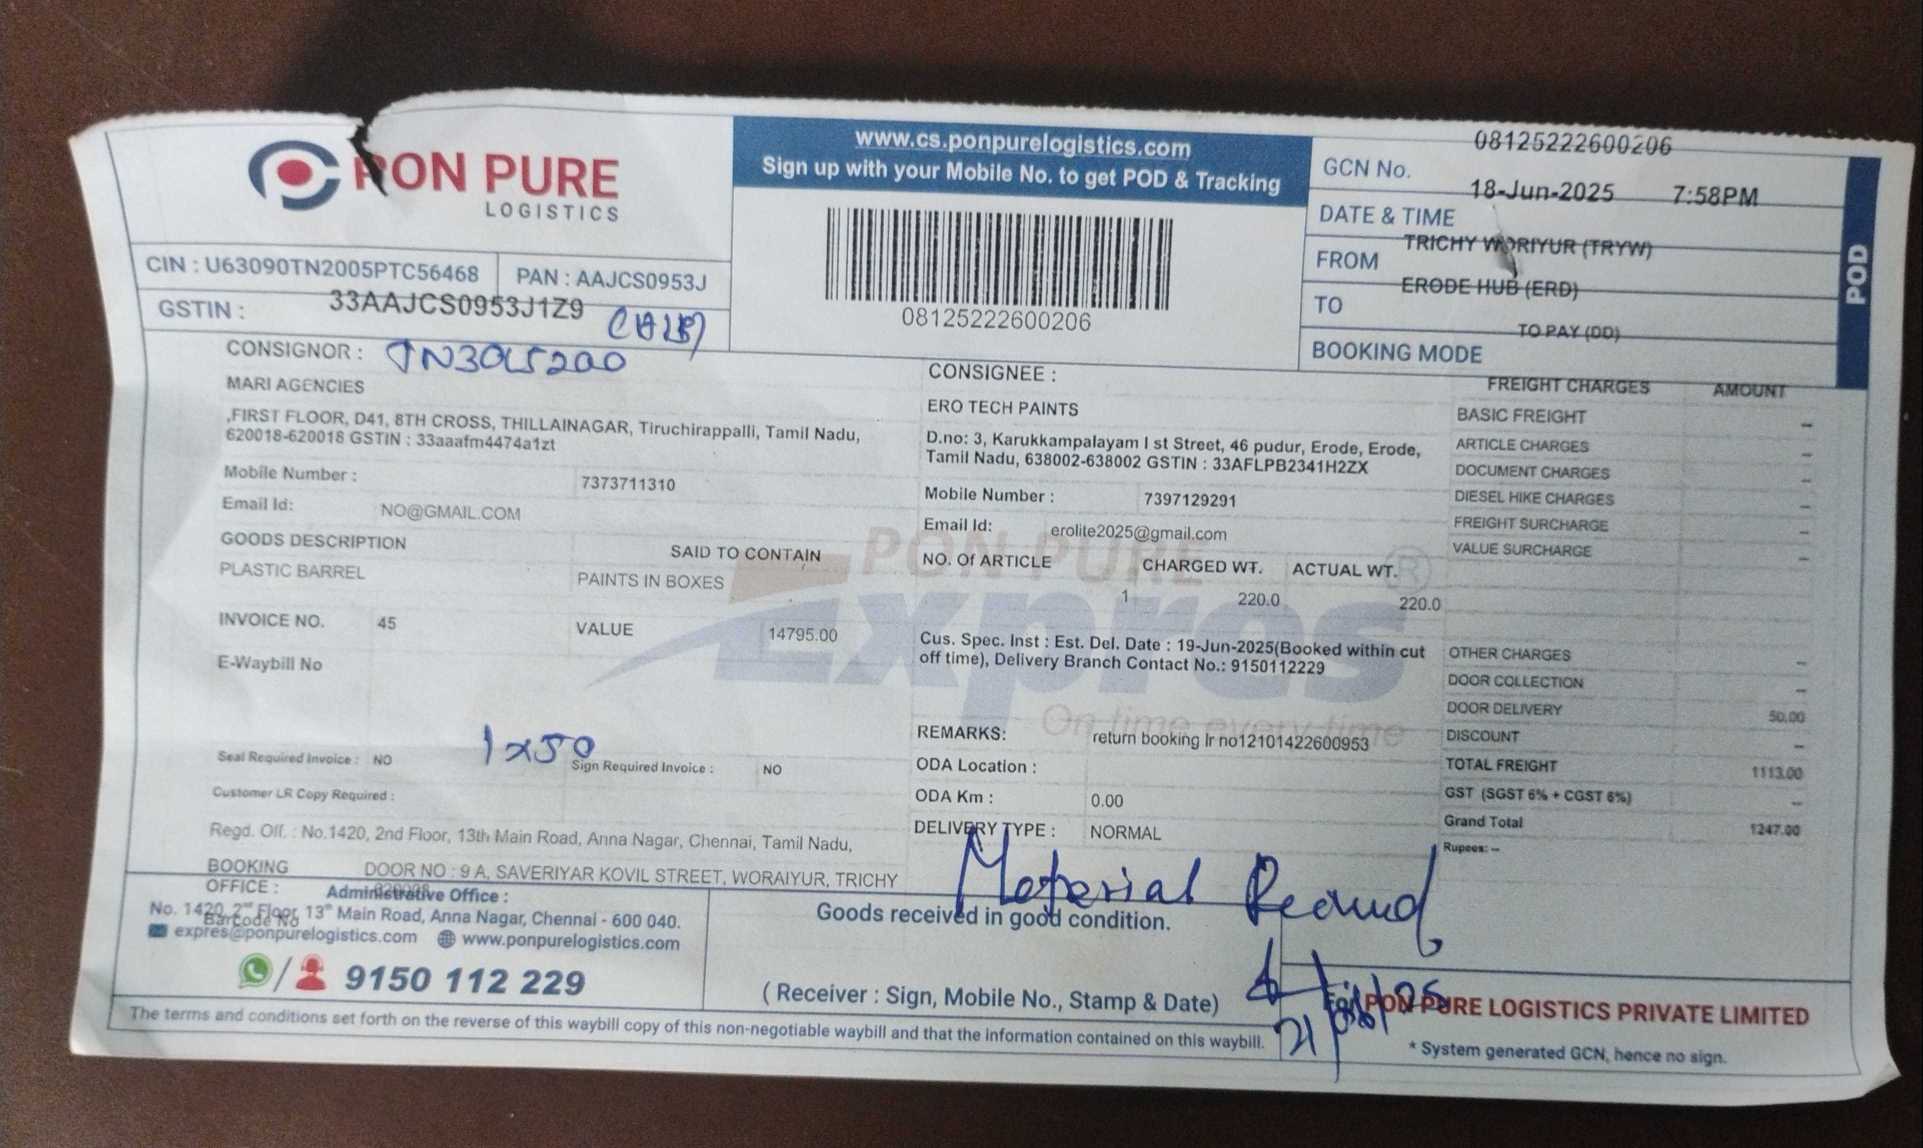 PON PURE
LOGISTICS
CIN : U63090TN2005PTC56468 PAN : AAJCS0953J
GSTIN : 33AAJCS0953J1Z9
www.cs.ponpurelogistics.com
Sign up with your Mobile No. to get POD & Tracking
08125222600206
GCN No. 08125222600206
DATE & TIME 18-Jun-2025 7:58PM
FROM TRICHY WORIYUR (TRYW)
TO ERODE HUB (ERD)
BOOKING MODE TO PAY (DD)
POD
CONSIGNOR :
MARI AGENCIES
,FIRST FLOOR, D41, 8TH CROSS, THILLAINAGAR, Tiruchirappalli, Tamil Nadu,
620018-620018 GSTIN : 33aaafm4474a1zt
Mobile Number : 7373711310
Email Id: NO@GMAIL.COM
GOODS DESCRIPTION SAID TO CONTAIN
PLASTIC BARREL PAINTS IN BOXES
INVOICE NO. 45 VALUE 14795.00
E-Waybill No
1x50
Seal Required Invoice : NO Sign Required Invoice : NO
Customer LR Copy Required :
Regd. Off. : No.1420, 2nd Floor, 13th Main Road, Anna Nagar, Chennai, Tamil Nadu,
BOOKING OFFICE : DOOR NO : 9 A, SAVERIYAR KOVIL STREET, WORAIYUR, TRICHY
Barcode No
CONSIGNEE :
ERO TECH PAINTS
D.no: 3, Karukkampalayam I st Street, 46 pudur, Erode, Erode,
Tamil Nadu, 638002-638002 GSTIN : 33AFLPB2341H2ZX
Mobile Number : 7397129291
Email Id: erolite2025@gmail.com
NO. Of ARTICLE CHARGED WT. ACTUAL WT.
1 220.0 220.0
Cus. Spec. Inst : Est. Del. Date : 19-Jun-2025(Booked within cut
off time), Delivery Branch Contact No.: 9150112229
REMARKS: return booking lr no12101422600953
ODA Location :
ODA Km : 0.00
DELIVERY TYPE : NORMAL
PON PURE
Expres
On time every time
FREIGHT CHARGES AMOUNT
BASIC FREIGHT --
ARTICLE CHARGES --
DOCUMENT CHARGES --
DIESEL HIKE CHARGES --
FREIGHT SURCHARGE --
VALUE SURCHARGE --
OTHER CHARGES --
DOOR COLLECTION --
DOOR DELIVERY 50.00
DISCOUNT --
TOTAL FREIGHT 1113.00
GST (SGST 6% + CGST 6%) --
Grand Total 1247.00
Rupees: --
Administrative Office :
No. 1420, 2nd Floor, 13th Main Road, Anna Nagar, Chennai - 600 040.
expres@ponpurelogistics.com www.ponpurelogistics.com
9150 112 229
Material Received
Goods received in good condition.
(Receiver : Sign, Mobile No., Stamp & Date)
21/06/25
For PON PURE LOGISTICS PRIVATE LIMITED
* System generated GCN, hence no sign.
The terms and conditions set forth on the reverse of this waybill copy of this non-negotiable waybill and that the information contained on this waybill.